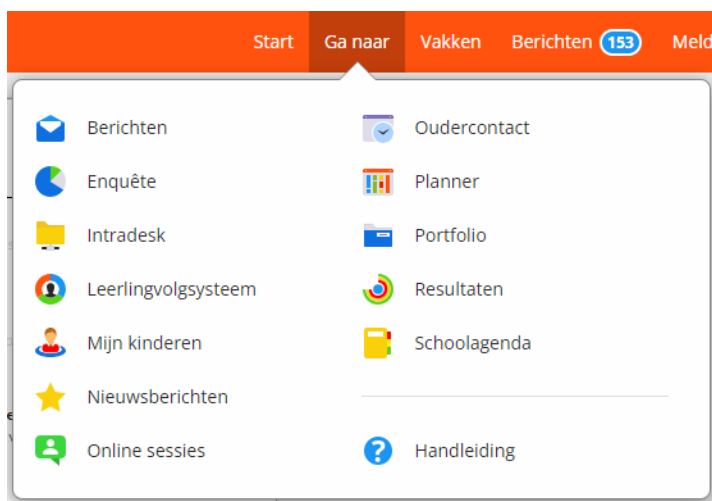 Start Ga naar Vakken Berichten 153 Meld
Berichten
Enquête
Intradesk
Leerlingvolgsysteem
Mijn kinderen
Nieuwsberichten
Online sessies
Oudercontact
Planner
Portfolio
Resultaten
Schoolagenda
Handleiding